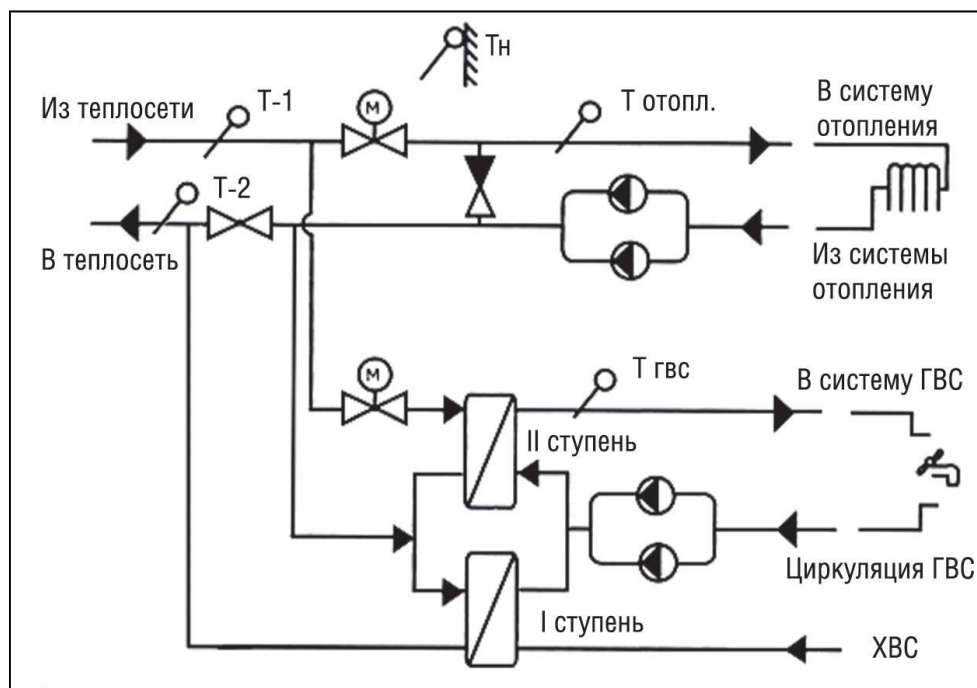 Tн
Из теплосети
T-1
M
T отопл.
В систему
отопления
T-2
В теплосеть
Из системы
отопления
M
T гвс
В систему ГВС
II ступень
Циркуляция ГВС
I ступень
ХВС